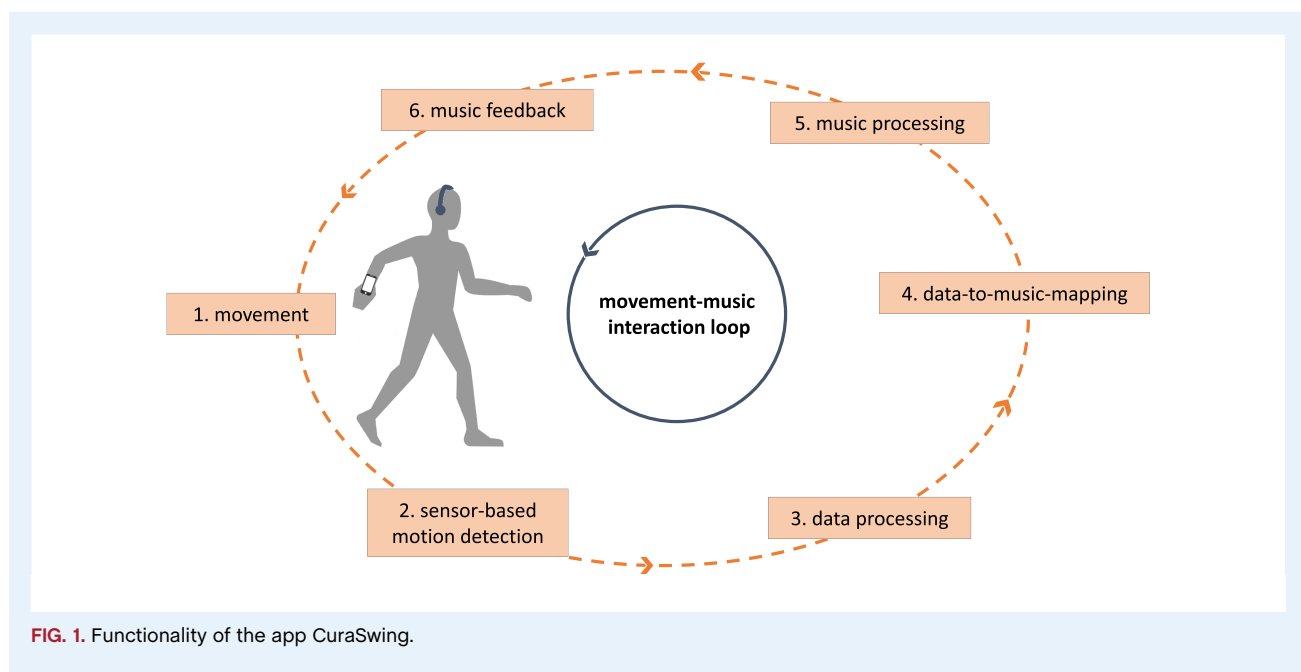 6. music feedback
5. music processing
1. movement
movement-music
interaction loop
4. data-to-music-mapping
2. sensor-based
motion detection
3. data processing
FIG. 1. Functionality of the app CuraSwing.